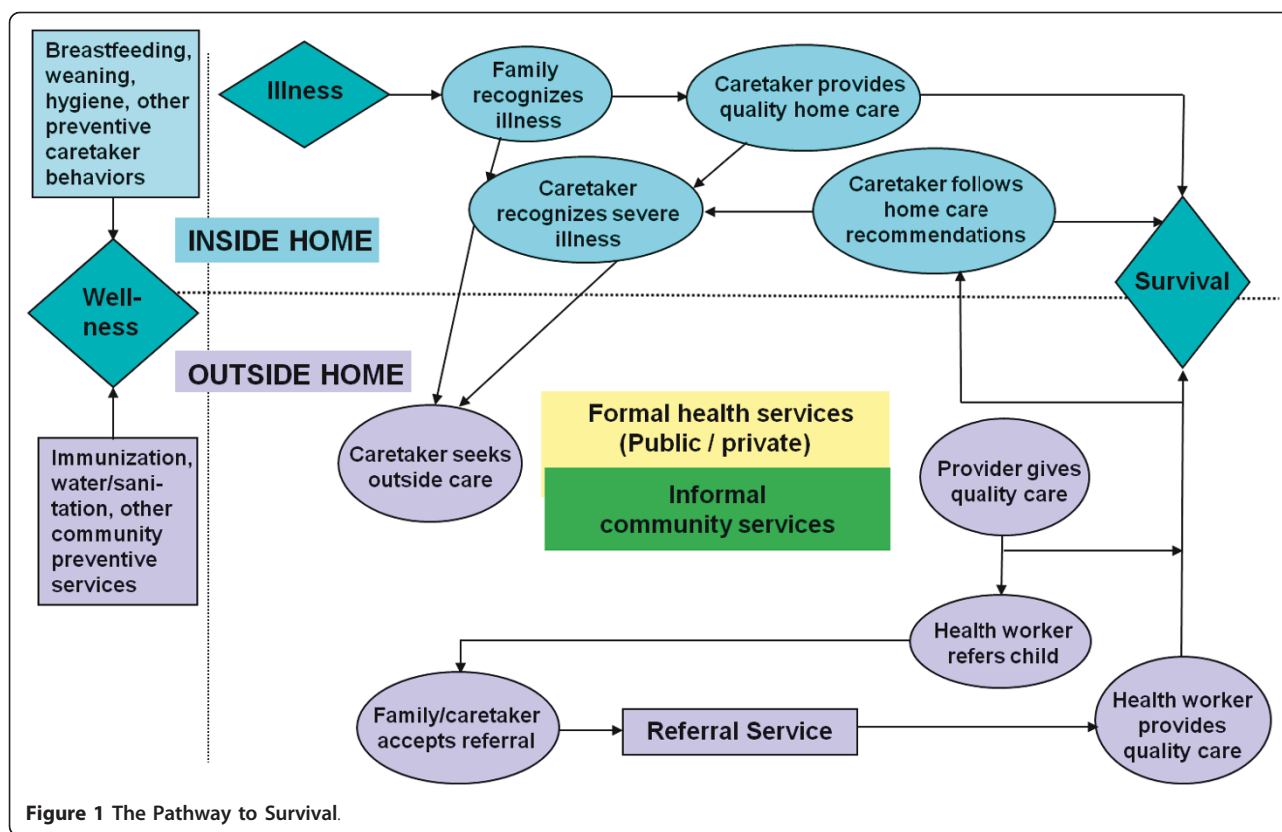 Breastfeeding,
weaning,
hygiene, other
preventive
caretaker
behaviors
Illness
Family
recognizes
illness
Caretaker provides
quality home care
Caretaker
recognizes severe
illness
Caretaker follows
home care
recommendations
INSIDE HOME
Well-
ness
Survival
OUTSIDE HOME
Immunization,
water/sani-
tation, other
community
preventive
services
Caretaker seeks
outside care
Formal health services
(Public / private)
Informal
community services
Provider gives
quality care
Health worker
refers child
Family/caretaker
accepts referral
Referral Service
Health worker
provides
quality care
Figure 1 The Pathway to Survival.